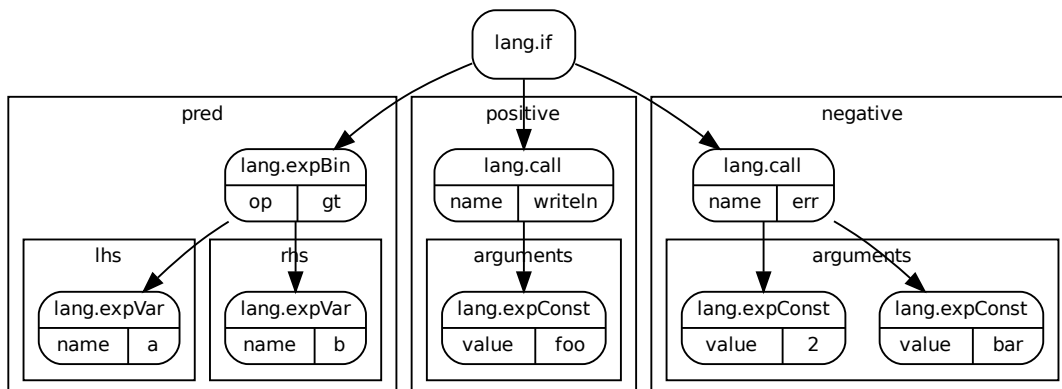 lang.if
pred
positive
negative
lang.expBin
op gt
lang.call
name writeln
lang.call
name err
lhs
rhs
arguments
arguments
lang.expVar
name a
lang.expVar
name b
lang.expConst
value foo
lang.expConst
value 2
lang.expConst
value bar